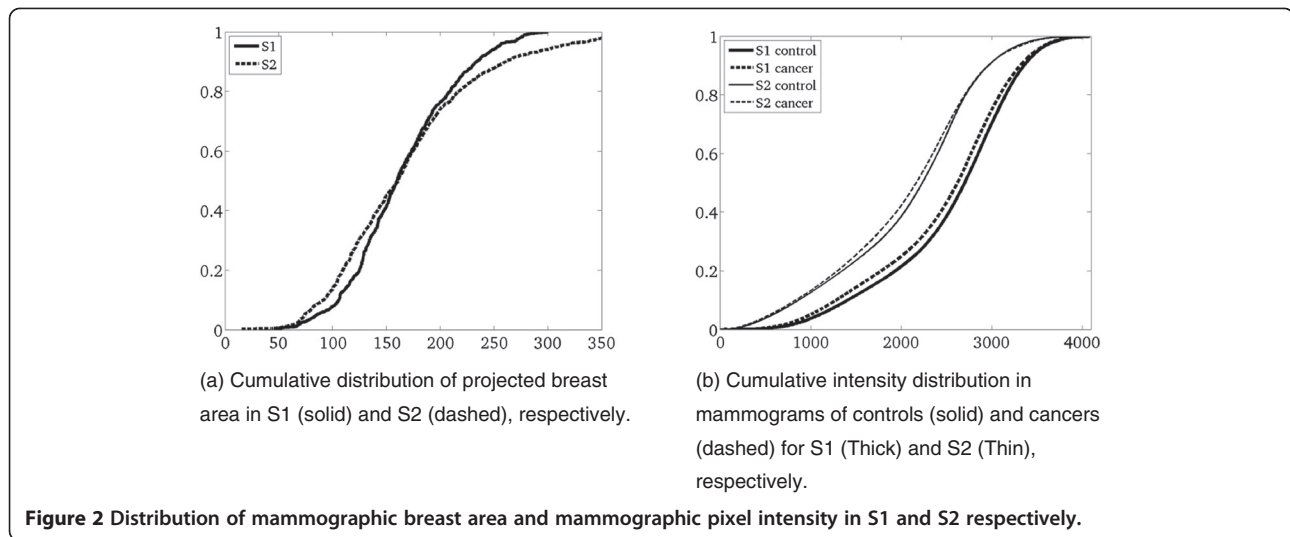 1
0.8
0.6
0.4
0.2
0
S1
S2
0 50 100 150 200 250 300 350
(a) Cumulative distribution of projected breast
area in S1 (solid) and S2 (dashed), respectively.
1
0.8
0.6
0.4
0.2
0
S1 control
S1 cancer
S2 control
S2 cancer
0 1000 2000 3000 4000
(b) Cumulative intensity distribution in
mammograms of controls (solid) and cancers
(dashed) for S1 (Thick) and S2 (Thin),
respectively.
Figure 2 Distribution of mammographic breast area and mammographic pixel intensity in S1 and S2 respectively.